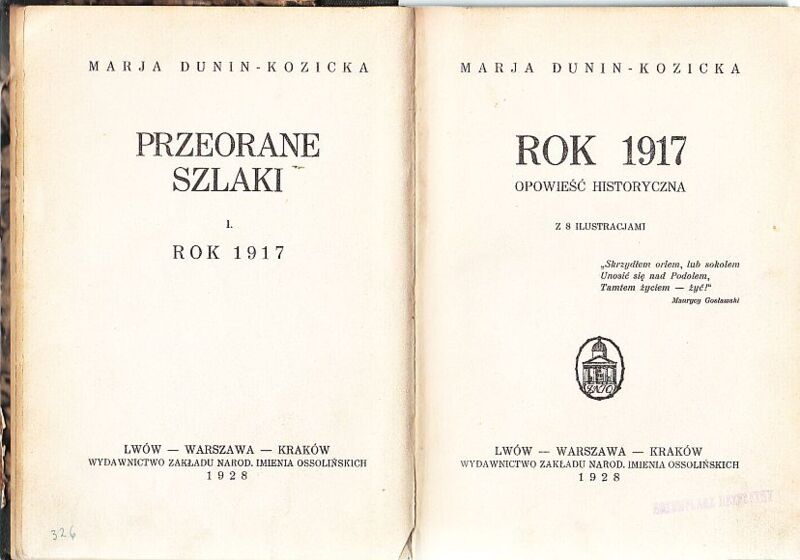 MARJA DUNIN-KOZICKA
PRZEORANE
SZLAKI
I.
ROK 1917
LWÓW — WARSZAWA — KRAKÓW
WYDAWNICTWO ZAKŁADU NAROD. IMIENIA OSSOLIŃSKICH
1928
326
MARJA DUNIN-KOZICKA
ROK 1917
OPOWIEŚĆ HISTORYCZNA
Z 8 ILUSTRACJAMI
„Skrzydłem orlem, lub sokolem
Unosić się nad Podolem,
Tamtem życiem — żyć!"
Maurycy Gosławski
LWÓW — WARSZAWA — KRAKÓW
WYDAWNICTWO ZAKŁADU NAROD. IMIENIA OSSOLIŃSKICH
1928